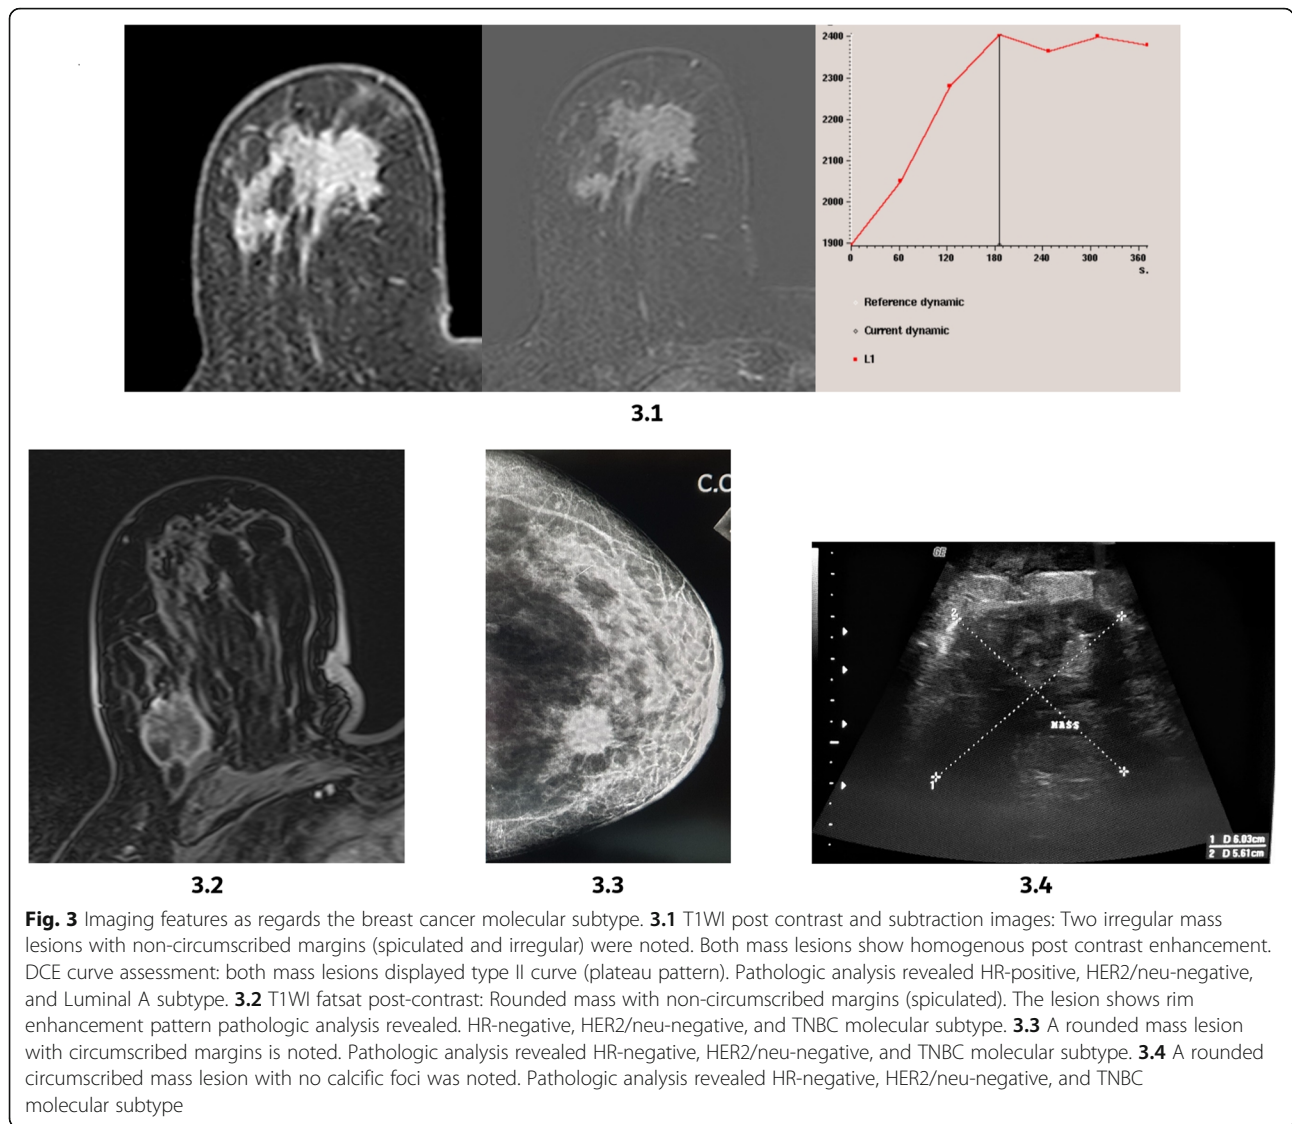 2400
2300
2200
2100
2000
1900
0 60 120 180 240 300 360
s.
Reference dynamic
Current dynamic
L1
3.1
C.C
GE
2
MASS
1
1 D 6.03cm
2 D 5.61cm
3.2
3.3
3.4
Fig. 3 Imaging features as regards the breast cancer molecular subtype. 3.1 T1WI post contrast and subtraction images: Two irregular mass
lesions with non-circumscribed margins (spiculated and irregular) were noted. Both mass lesions show homogenous post contrast enhancement.
DCE curve assessment: both mass lesions displayed type II curve (plateau pattern). Pathologic analysis revealed HR-positive, HER2/neu-negative,
and Luminal A subtype. 3.2 T1WI fatsat post-contrast: Rounded mass with non-circumscribed margins (spiculated). The lesion shows rim
enhancement pattern pathologic analysis revealed. HR-negative, HER2/neu-negative, and TNBC molecular subtype. 3.3 A rounded mass lesion
with circumscribed margins is noted. Pathologic analysis revealed HR-negative, HER2/neu-negative, and TNBC molecular subtype. 3.4 A rounded
circumscribed mass lesion with no calcific foci was noted. Pathologic analysis revealed HR-negative, HER2/neu-negative, and TNBC
molecular subtype